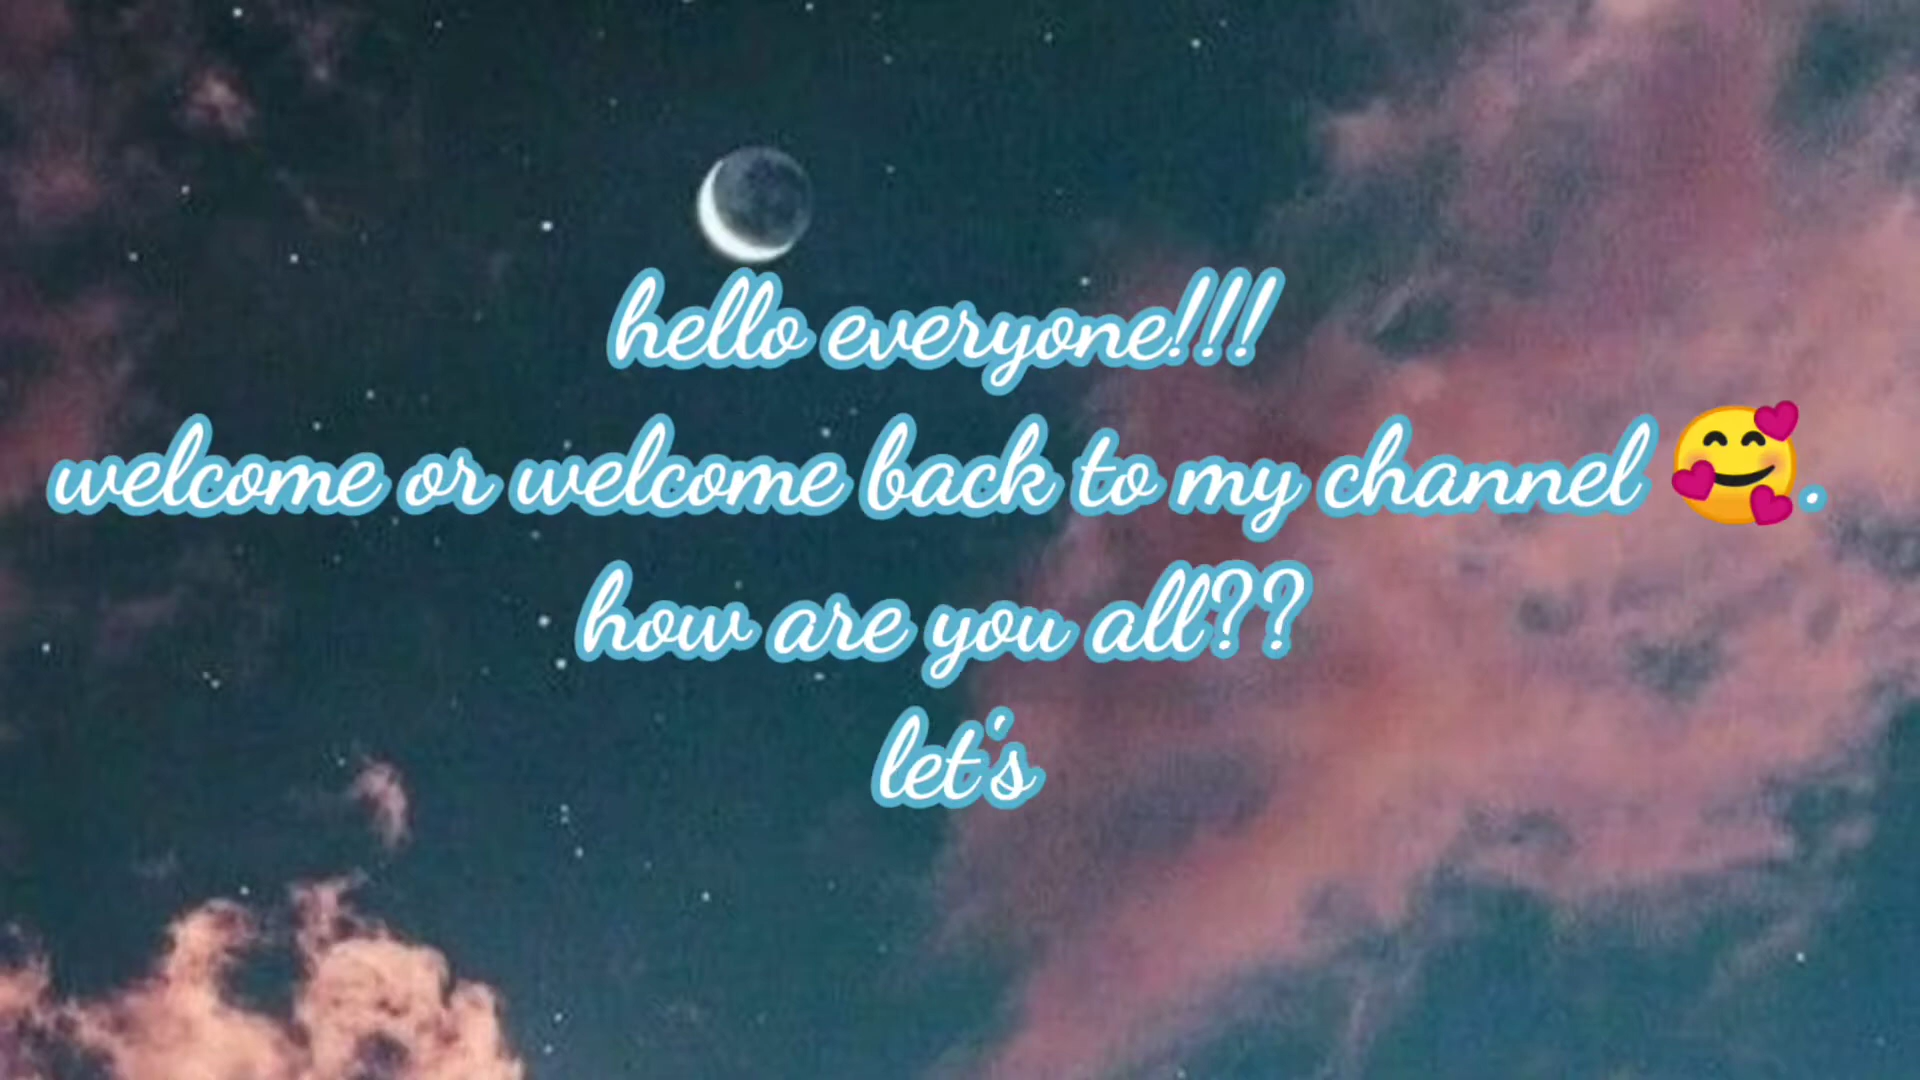 hello everyone!!!
welcome or welcome back to my channel 🥰.
how are you all??
let's